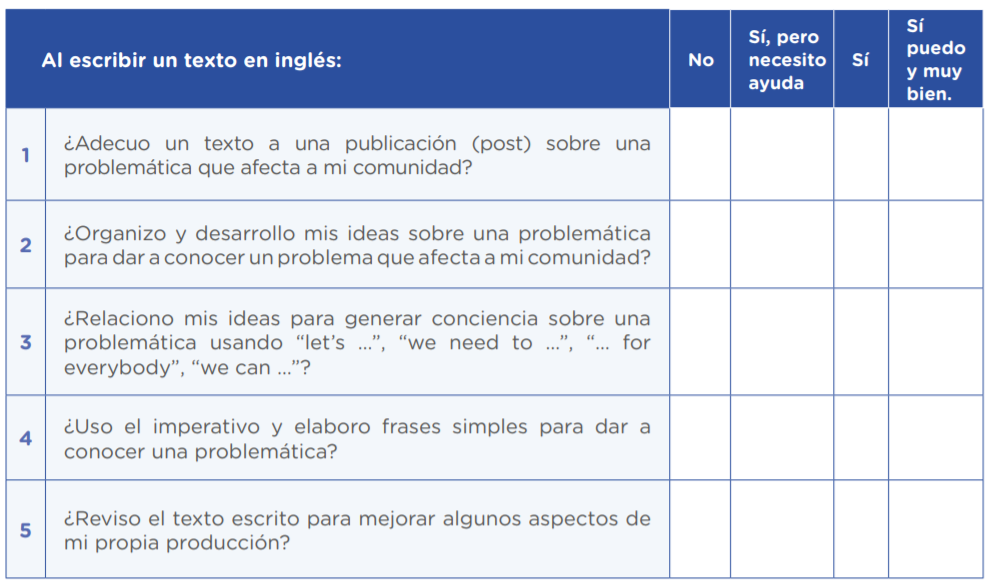 Al escribir un texto en inglés:
No
Sí, pero
necesito
ayuda
Sí
Sí
puedo
y muy
bien.
1
¿Adecuo un texto a una publicación (post) sobre una
problemática que afecta a mi comunidad?
2
¿Organizo y desarrollo mis ideas sobre una problemática
para dar a conocer un problema que afecta a mi comunidad?
3
¿Relaciono mis ideas para generar conciencia sobre una
problemática usando “let’s ...”, “we need to ...”, “... for
everybody”, “we can ...”?
4
¿Uso el imperativo y elaboro frases simples para dar a
conocer una problemática?
5
¿Reviso el texto escrito para mejorar algunos aspectos de
mi propia producción?